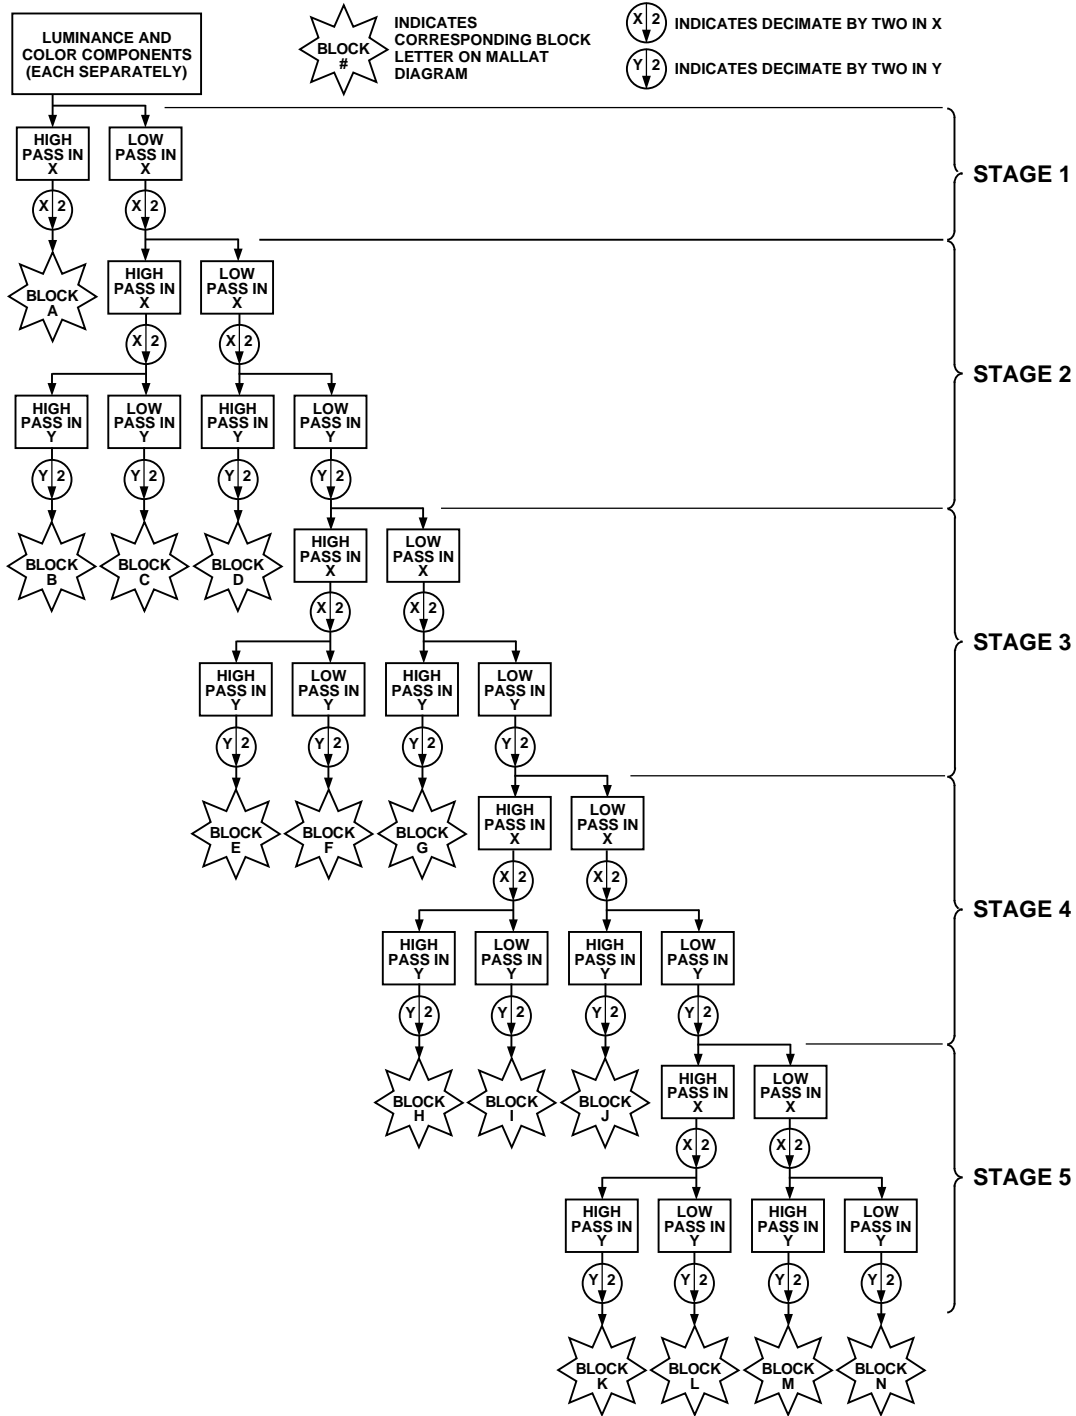 LUMINANCE AND
COLOR COMPONENTS
(EACH SEPARATELY)
BLOCK
#
INDICATES
CORRESPONDING BLOCK
LETTER ON MALLAT
DIAGRAM
X 2
INDICATES DECIMATE BY TWO IN X
Y 2
INDICATES DECIMATE BY TWO IN Y
HIGH
PASS IN
X
LOW
PASS IN
X
STAGE 1
X 2
X 2
BLOCK
A
HIGH
PASS IN
X
LOW
PASS IN
X
X 2
X 2
STAGE 2
HIGH
PASS IN
Y
LOW
PASS IN
Y
HIGH
PASS IN
Y
LOW
PASS IN
Y
Y 2
Y 2
Y 2
Y 2
BLOCK
B
BLOCK
C
BLOCK
D
HIGH
PASS IN
X
LOW
PASS IN
X
X 2
X 2
STAGE 3
HIGH
PASS IN
Y
LOW
PASS IN
Y
HIGH
PASS IN
Y
LOW
PASS IN
Y
Y 2
Y 2
Y 2
Y 2
BLOCK
E
BLOCK
F
BLOCK
G
HIGH
PASS IN
X
LOW
PASS IN
X
X 2
X 2
STAGE 4
HIGH
PASS IN
Y
LOW
PASS IN
Y
HIGH
PASS IN
Y
LOW
PASS IN
Y
Y 2
Y 2
Y 2
Y 2
BLOCK
H
BLOCK
I
BLOCK
J
HIGH
PASS IN
X
LOW
PASS IN
X
X 2
X 2
STAGE 5
HIGH
PASS IN
Y
LOW
PASS IN
Y
HIGH
PASS IN
Y
LOW
PASS IN
Y
Y 2
Y 2
Y 2
Y 2
BLOCK
K
BLOCK
L
BLOCK
M
BLOCK
N